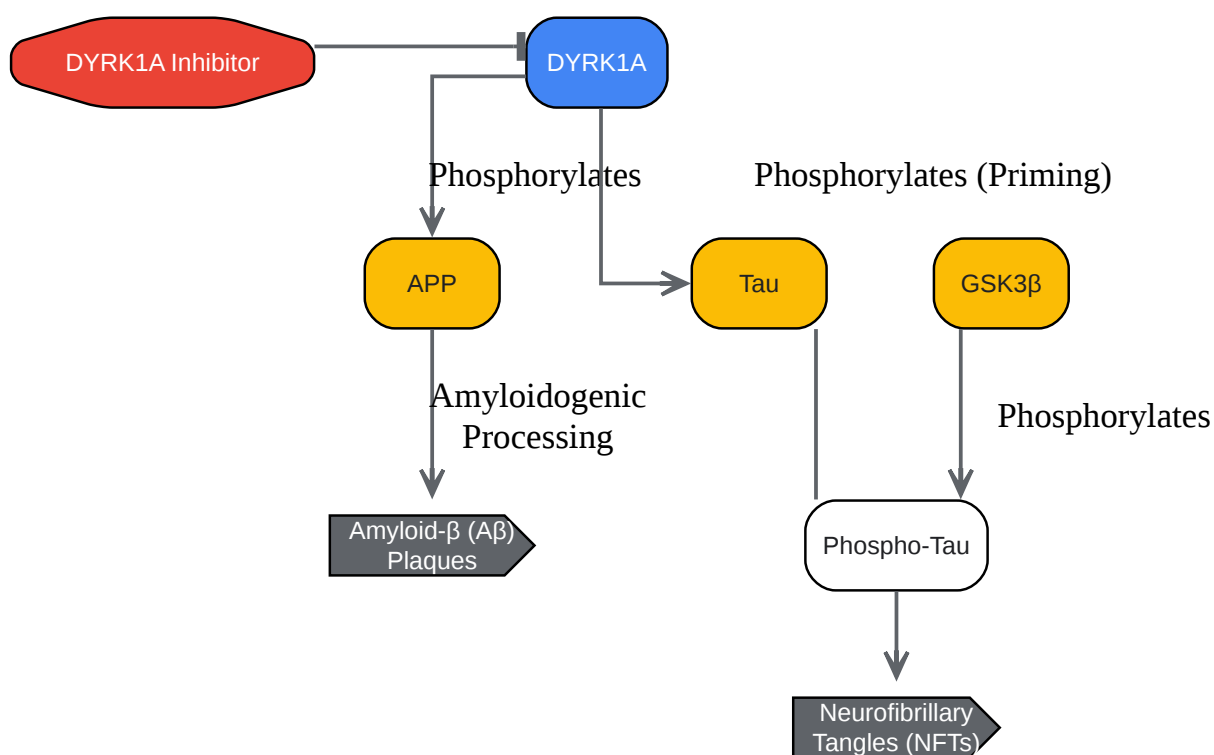 DYRK1A Inhibitor
DYRK1A
Phosphorylates
Phosphorylates (Priming)
APP
Tau
GSK3β
Amyloidogenic
Processing
Phosphorylates
Amyloid-β (Aβ)
Plaques
Phospho-Tau
Neurofibrillary
Tangles (NFTs)